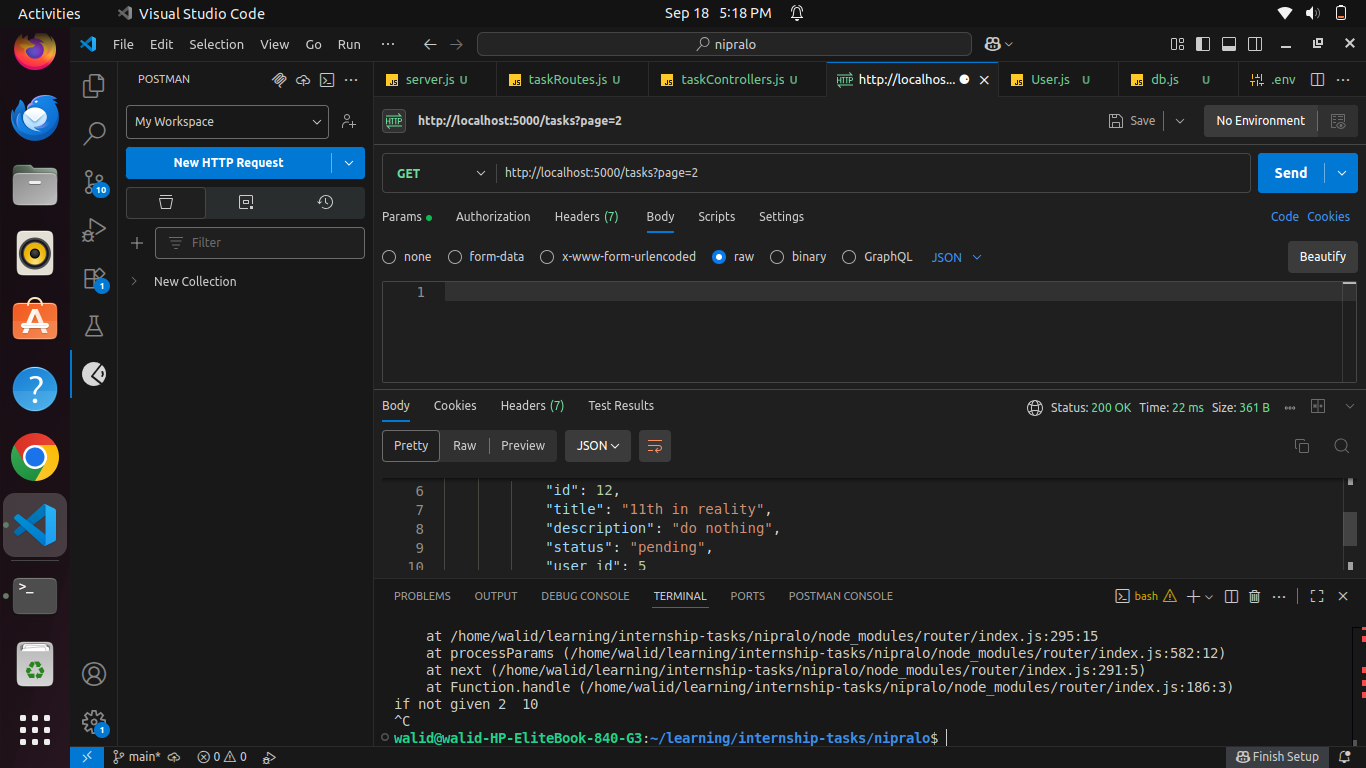 Activities
Visual Studio Code
Sep 18 5:18 PM
File Edit Selection View Go Run ···
nipralo
POSTMAN
JS server.js U
JS taskRoutes.js U
JS taskControllers.js U
HTTP http://localhos...
JS User.js U
JS db.js U
.env
My Workspace
HTTP http://localhost:5000/tasks?page=2
Save
No Environment
New HTTP Request
GET
http://localhost:5000/tasks?page=2
Send
Filter
New Collection
10
1
1
Params
Authorization
Headers (7)
Body
Scripts
Settings
Code
Cookies
none
form-data
x-www-form-urlencoded
raw
binary
GraphQL
JSON
Beautify
1
Body
Cookies
Headers (7)
Test Results
Status: 200 OK Time: 22 ms Size: 361 B
Pretty
Raw
Preview
JSON
6 "id": 12,
7 "title": "11th in reality",
8 "description": "do nothing",
9 "status": "pending",
10 "user_id": 5
PROBLEMS
OUTPUT
DEBUG CONSOLE
TERMINAL
PORTS
POSTMAN CONSOLE
bash
at /home/walid/learning/internship-tasks/nipralo/node_modules/router/index.js:295:15
at processParams (/home/walid/learning/internship-tasks/nipralo/node_modules/router/index.js:582:12)
at next (/home/walid/learning/internship-tasks/nipralo/node_modules/router/index.js:291:5)
at Function.handle (/home/walid/learning/internship-tasks/nipralo/node_modules/router/index.js:186:3)
if not given 2  10
^C
walid@walid-HP-EliteBook-840-G3:~/learning/internship-tasks/nipralo$
main*
0
0
Finish Setup